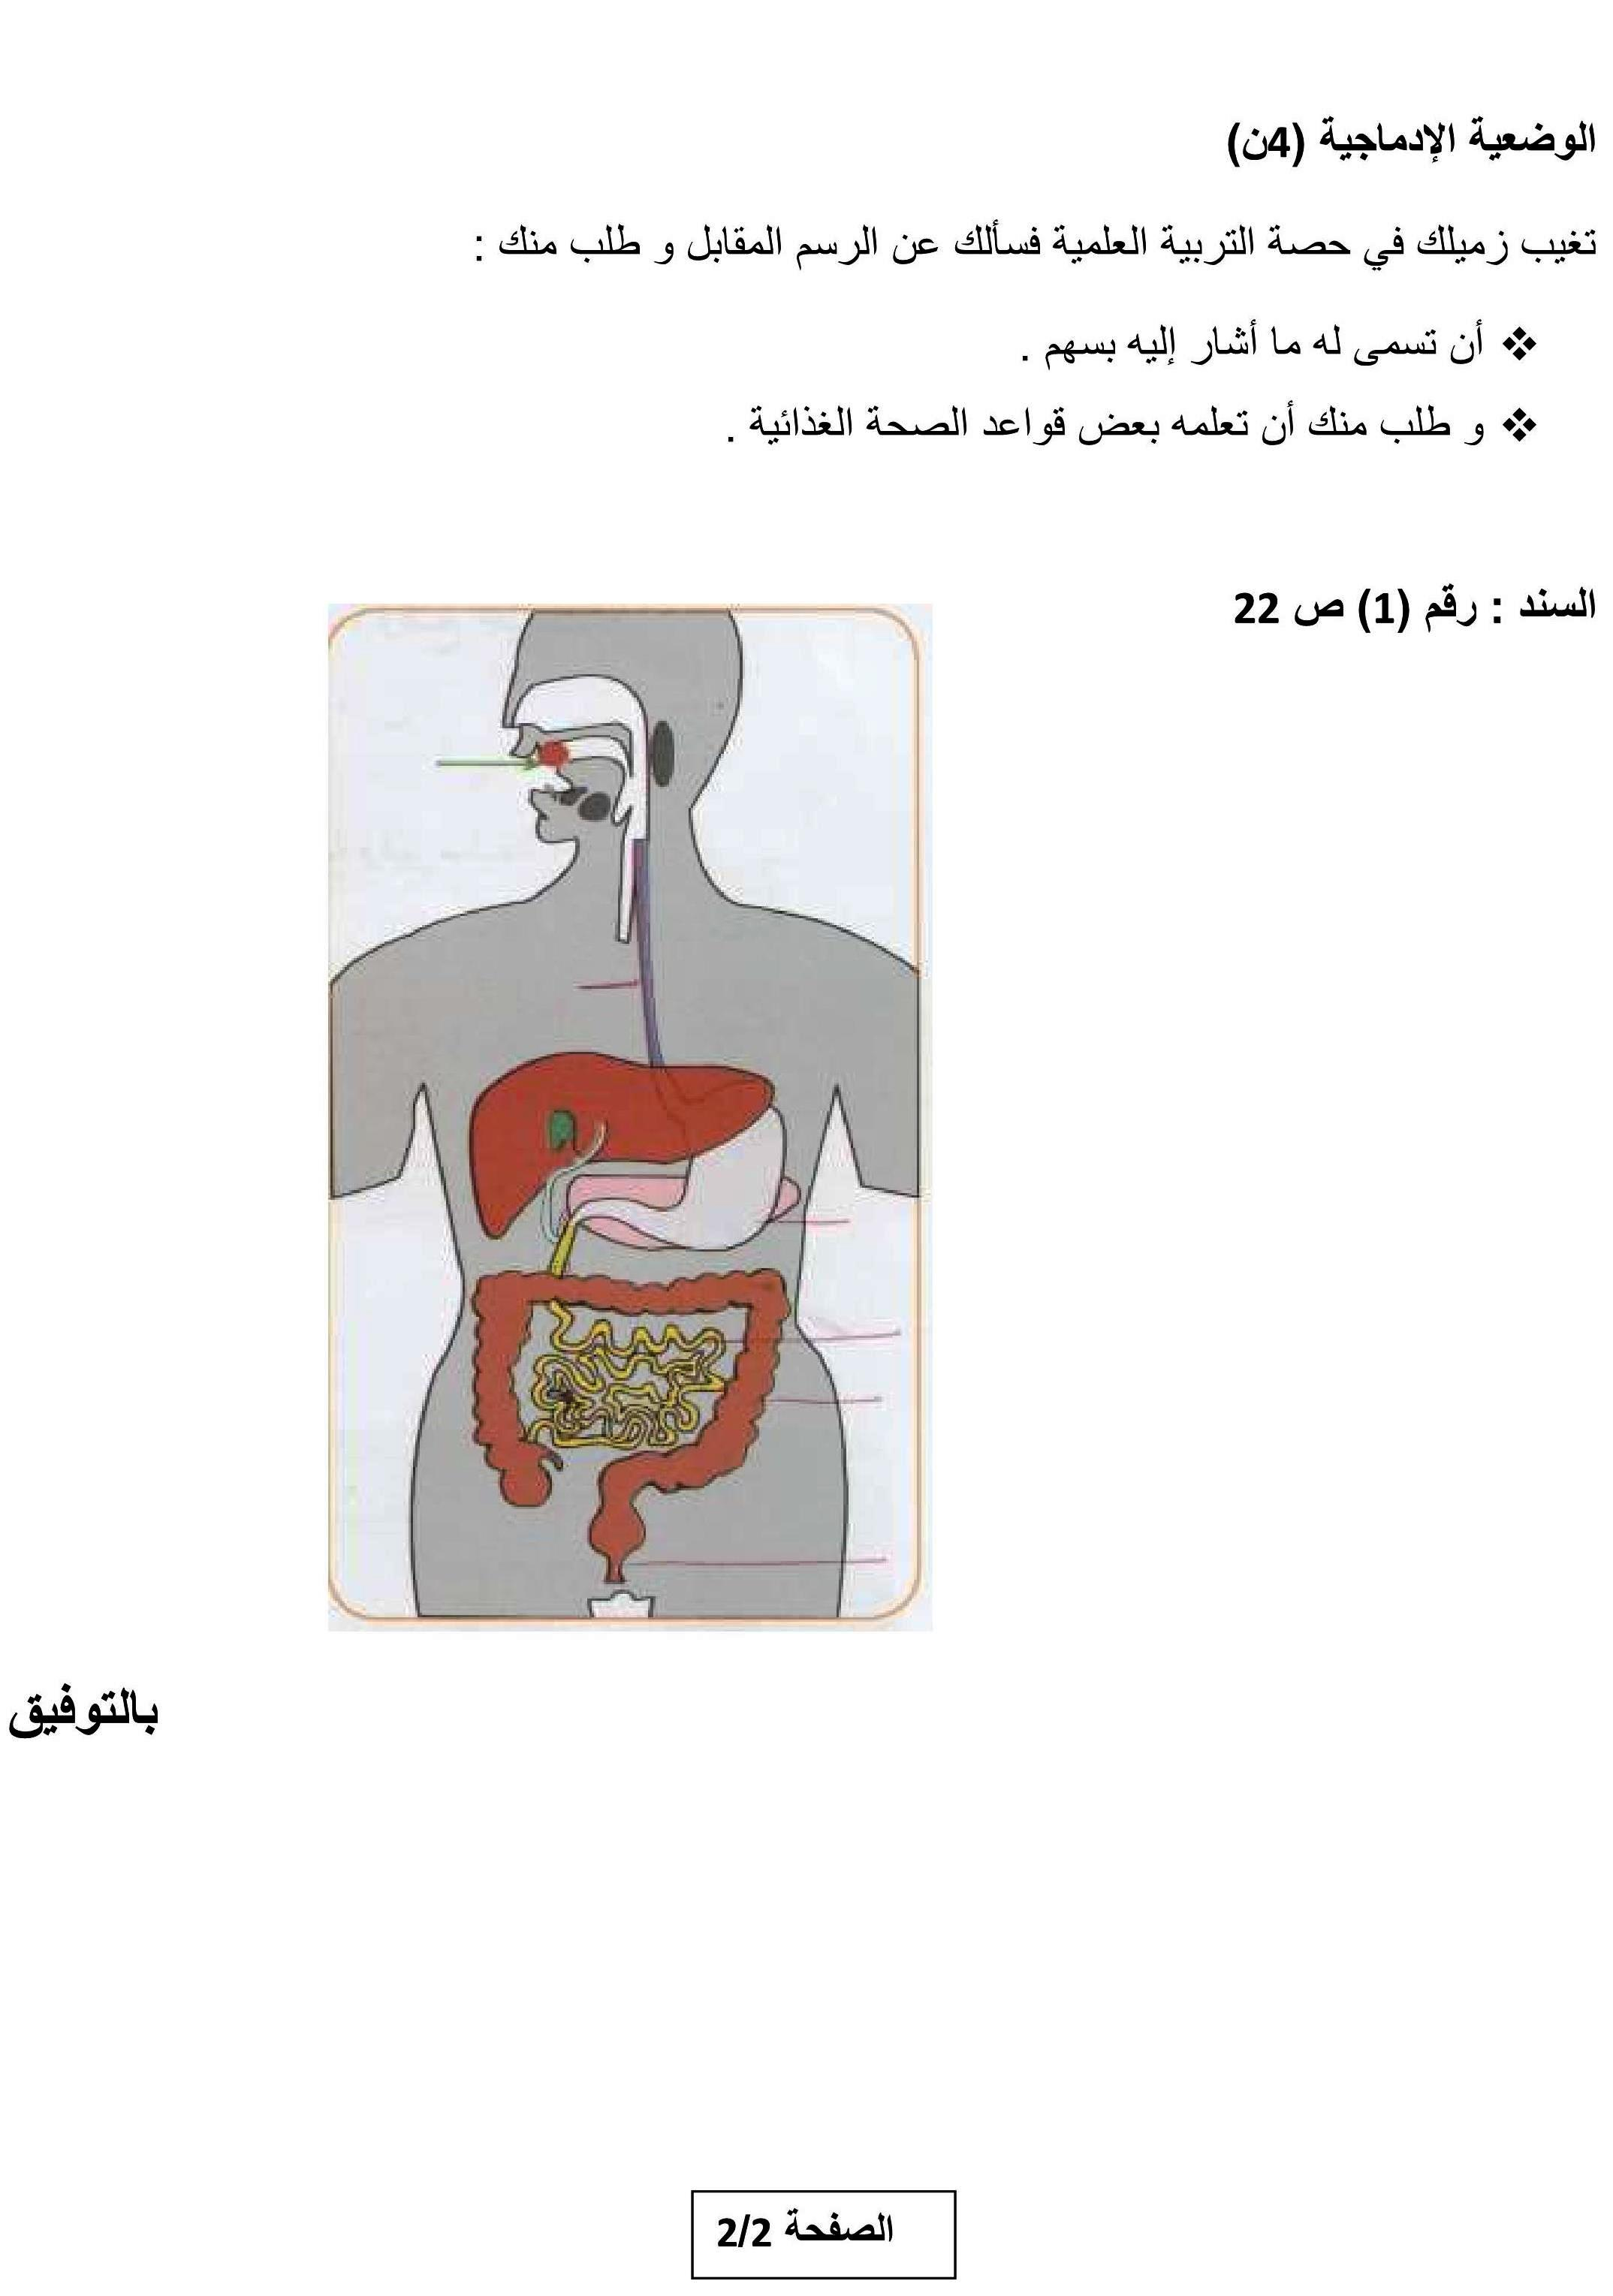 الوضعية الإدماجية (4ن)
تغيب زميلك في حصة التربية العلمية فسألك عن الرسم المقابل و طلب منك :
❖ أن تسمى له ما أشار إليه بسهم .
❖ و طلب منك أن تعلمه بعض قواعد الصحة الغذائية .
السند : رقم (1) ص 22
بالتوفيق
الصفحة 2/2